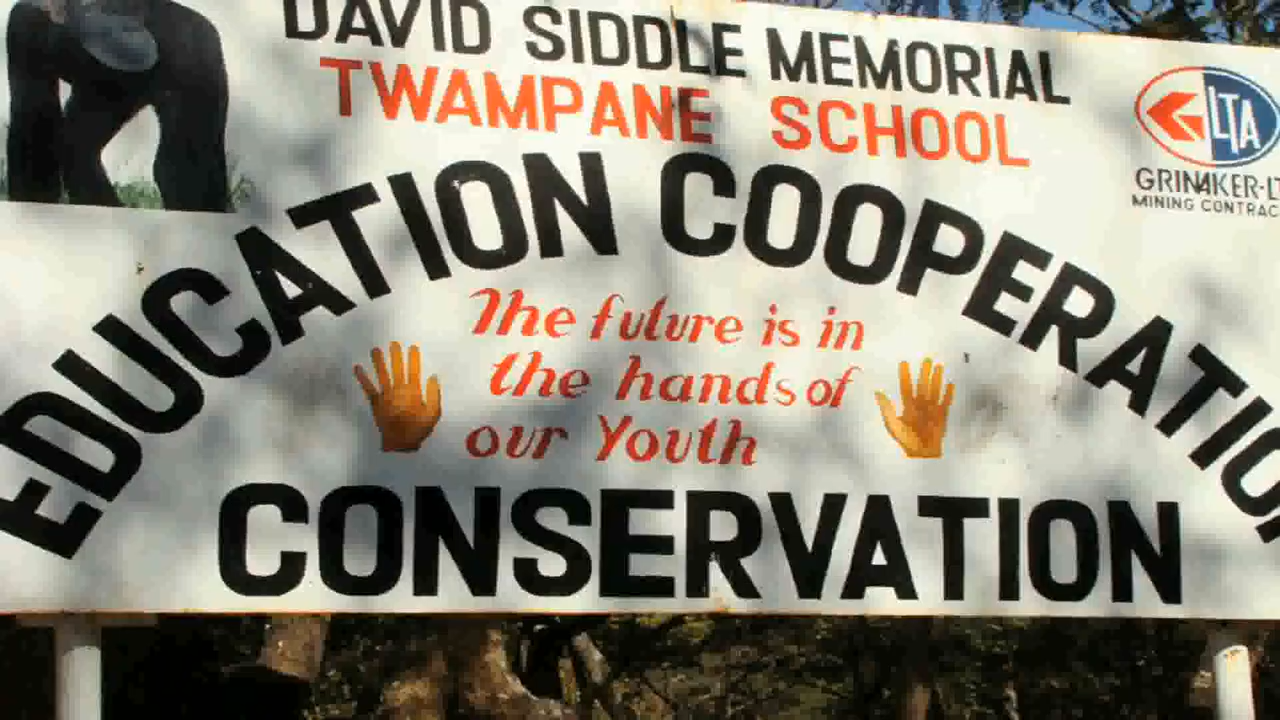 DAVID SIDDLE MEMORIAL
TWAMPANE SCHOOL
LTA
GRINAKER-LT
MINING CONTRAC
EDUCATION COOPERATION
The future is in
the hands of
our Youth
CONSERVATION